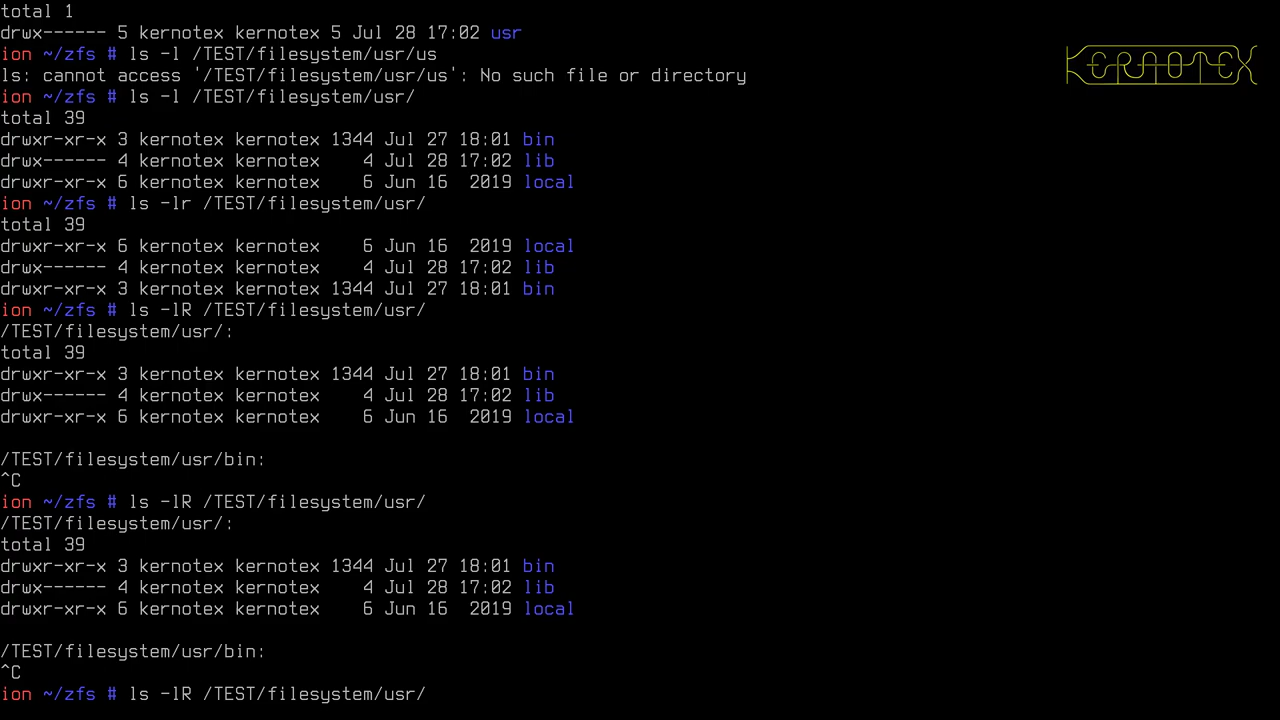 total 1
drwx------ 5 kernotex kernotex 5 Jul 28 17:02 usr
ion ~/zfs # ls -l /TEST/filesystem/usr/us
ls: cannot access '/TEST/filesystem/usr/us': No such file or directory
ion ~/zfs # ls -l /TEST/filesystem/usr/
total 39
drwxr-xr-x 3 kernotex kernotex 1344 Jul 27 18:01 bin
drwx------ 4 kernotex kernotex    4 Jul 28 17:02 lib
drwxr-xr-x 6 kernotex kernotex    6 Jun 16  2019 local
ion ~/zfs # ls -lr /TEST/filesystem/usr/
total 39
drwxr-xr-x 6 kernotex kernotex    6 Jun 16  2019 local
drwx------ 4 kernotex kernotex    4 Jul 28 17:02 lib
drwxr-xr-x 3 kernotex kernotex 1344 Jul 27 18:01 bin
ion ~/zfs # ls -lR /TEST/filesystem/usr/
/TEST/filesystem/usr/:
total 39
drwxr-xr-x 3 kernotex kernotex 1344 Jul 27 18:01 bin
drwx------ 4 kernotex kernotex    4 Jul 28 17:02 lib
drwxr-xr-x 6 kernotex kernotex    6 Jun 16  2019 local
/TEST/filesystem/usr/bin:
^C
ion ~/zfs # ls -lR /TEST/filesystem/usr/
/TEST/filesystem/usr/:
total 39
drwxr-xr-x 3 kernotex kernotex 1344 Jul 27 18:01 bin
drwx------ 4 kernotex kernotex    4 Jul 28 17:02 lib
drwxr-xr-x 6 kernotex kernotex    6 Jun 16  2019 local
/TEST/filesystem/usr/bin:
^C
ion ~/zfs # ls -lR /TEST/filesystem/usr/
KERNOTEX